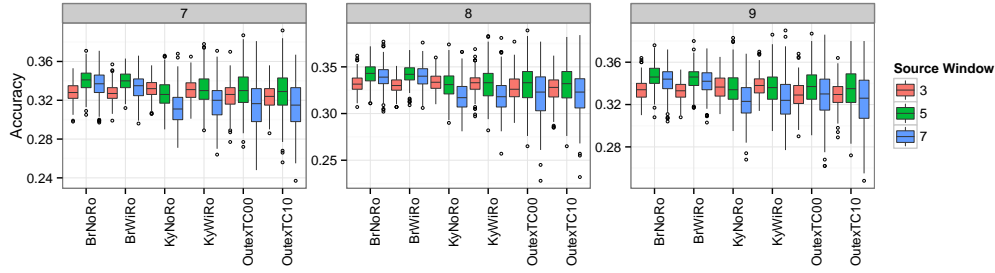 7
8
9
Accuracy
0.36
0.32
0.28
0.24
0.35
0.30
0.25
0.36
0.32
0.28
BrNoRo
BrWiRo
KyNoRo
KyWiRo
OutexTC00
OutexTC10
BrNoRo
BrWiRo
KyNoRo
KyWiRo
OutexTC00
OutexTC10
BrNoRo
BrWiRo
KyNoRo
KyWiRo
OutexTC00
OutexTC10
Source Window
3
5
7